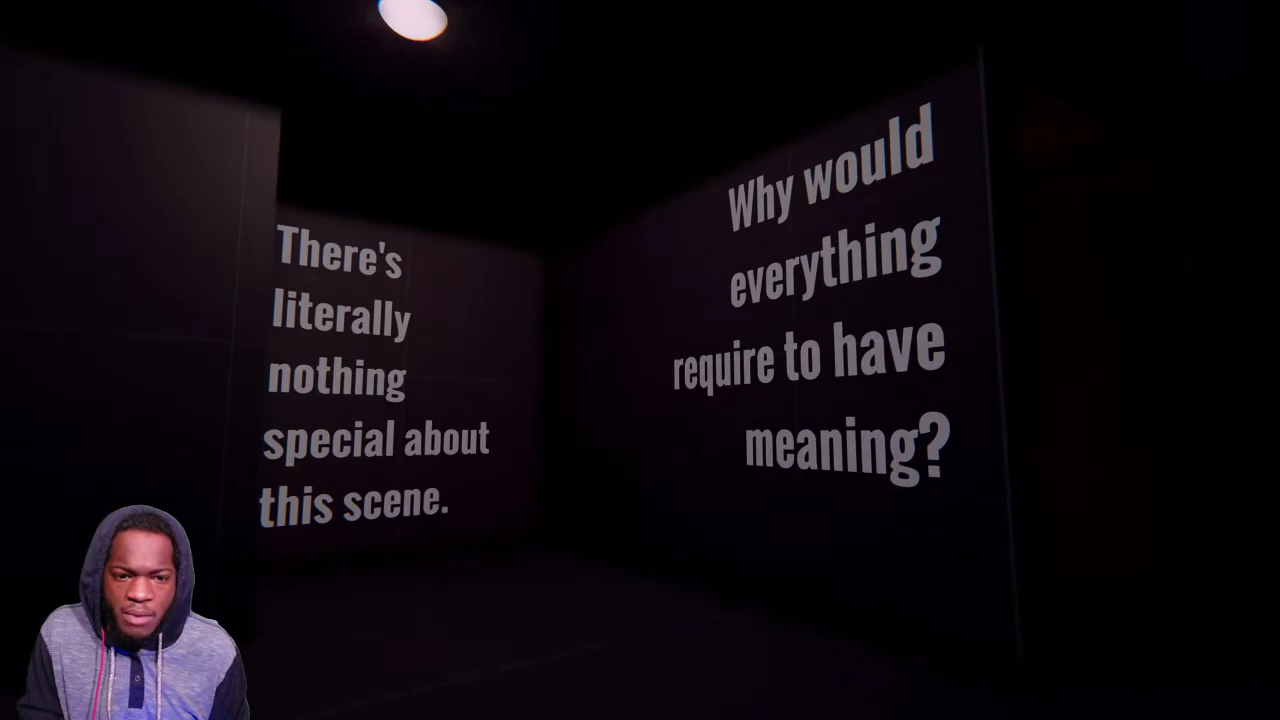 There's
literally
nothing
special about
this scene.
Why would
everything
require to have
meaning?